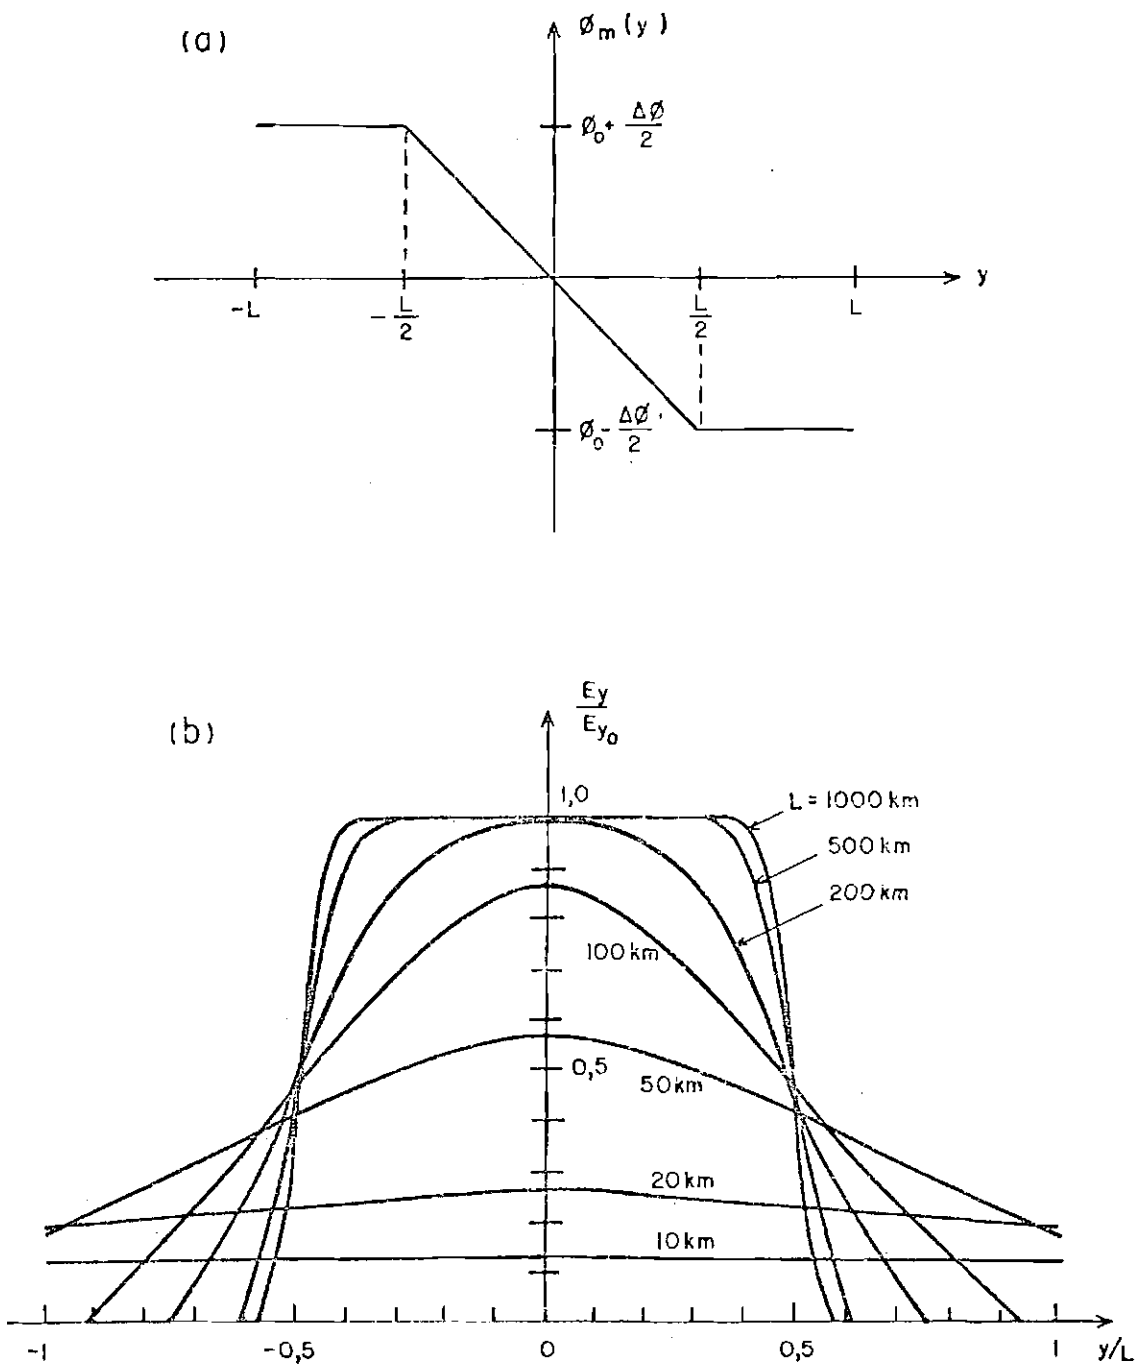 (a)
ø_m(y)
ø₀+ Δø/2
-L
-L/2
L/2
L
y
ø₀- Δø/2
(b)
Ey/Ey₀
1,0
L = 1000 km
500 km
200 km
100 km
0,5
50 km
20 km
10 km
-1
-0,5
0
0,5
1
y/L